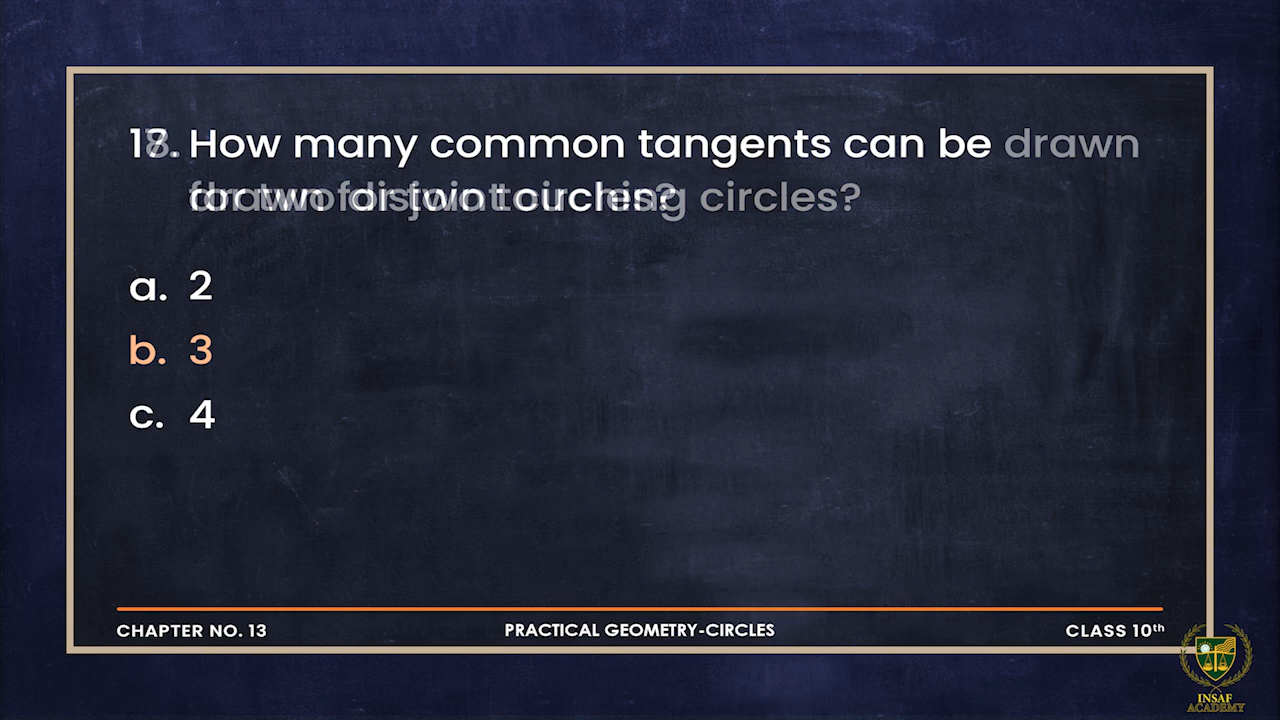 How many common tangents can be drawn
circles?
a. 2
b. 3
c. 4
CHAPTER NO. 13
PRACTICAL GEOMETRY-CIRCLES
CLASS 10th
INSAF
ACADEMY